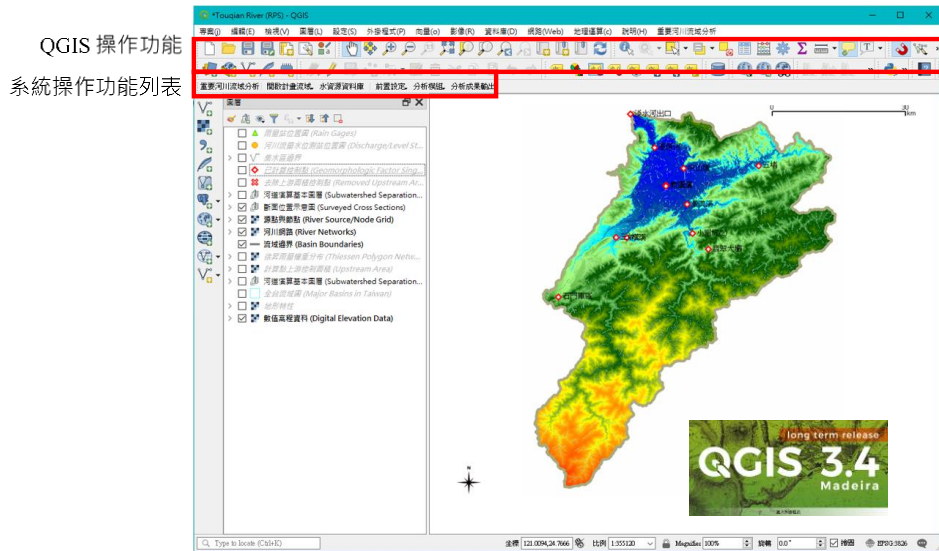 *Touqian River (RPS) - QGIS
專案(j) 編輯(E) 檢視(V) 圖層(L) 設定(S) 外掛程式(P) 向量(o) 影像(R) 資料庫(D) 網路(Web) 地理運算(c) 說明(H) 重要河川流域分析
QGIS 操作功能
系統操作功能列表
重要河川流域分析 開啟計畫流域 水資源資料庫 前置設定 分析模組 分析成果輸出
圖層
雨量站位置圖 (Rain Gages)
河川流量水位測站位置圖 (Discharge/Level St...
集水區邊界
已計算控制點 (Geomorphologic Factor Sing...
去除上游面積控制點 (Removed Upstream Ar...
河道演算基本圖層 (Subwatershed Separation...
斷面位置示意圖 (Surveyed Cross Sections)
源點與節點 (River Source/Node Grid)
河川網路 (River Networks)
流域邊界 (Basin Boundaries)
徐昇雨量權重分布 (Thiessen Polygon Netw...
計算點上游控制面積 (Upstream Area)
河道演算基本圖層 (Subwatershed Separation...
全台流域圖 (Major Basins in Taiwan)
地形特性
數值高程資料 (Digital Elevation Data)
0 30
km
N
long term release
QGIS 3.4
Madeira
Type to locate (Ctrl+K)
座標 121.0094,24.7666 比例 1:355120 Magnifier 100% 旋轉 0.0° 繪圖 EPSG:3826